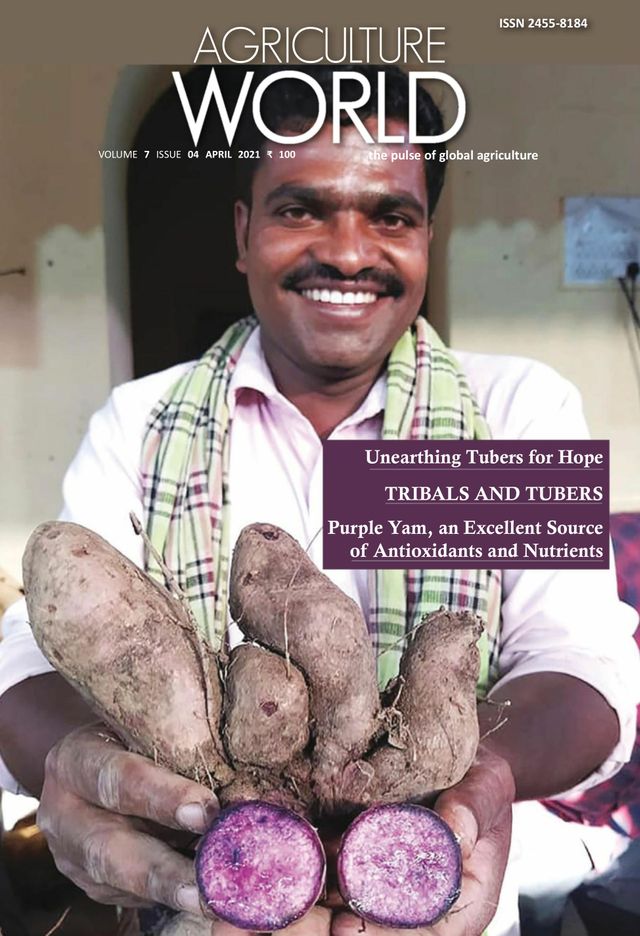 ISSN 2455-8184
AGRICULTURE
WORLD
VOLUME 7 ISSUE 04 APRIL 2021 ₹ 100
the pulse of global agriculture
Unearthing Tubers for Hope
TRIBALS AND TUBERS
Purple Yam, an Excellent Source
of Antioxidants and Nutrients